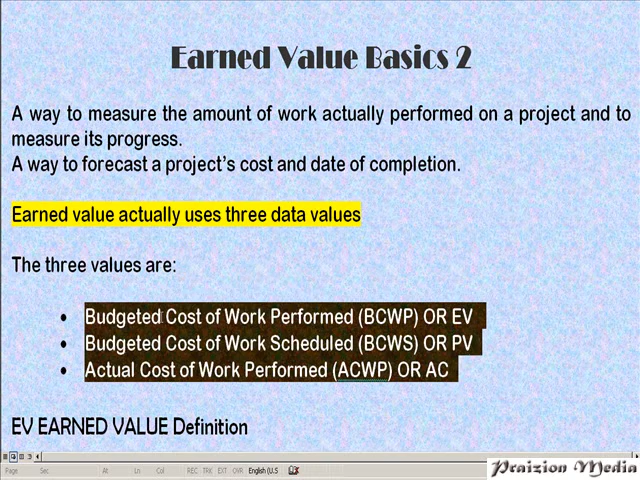 Earned Value Basics 2
A way to measure the amount of work actually performed on a project and to
measure its progress.
A way to forecast a project's cost and date of completion.
Earned value actually uses three data values
The three values are:
• Budgeted Cost of Work Performed (BCWP) OR EV
• Budgeted Cost of Work Scheduled (BCWS) OR PV
• Actual Cost of Work Performed (ACWP) OR AC
EV EARNED VALUE Definition
Page Sec At Ln Col REC TRK EXT OVR English (U.S
Praizion Media